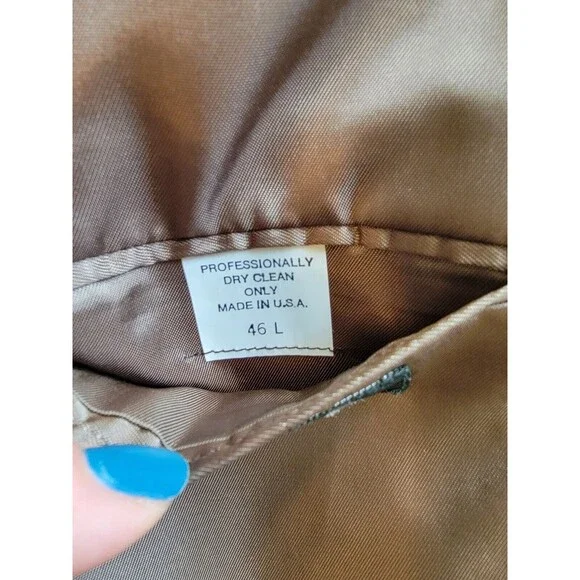 PROFESSIONALLY
DRY CLEAN
ONLY
MADE IN U.S.A.
46 L